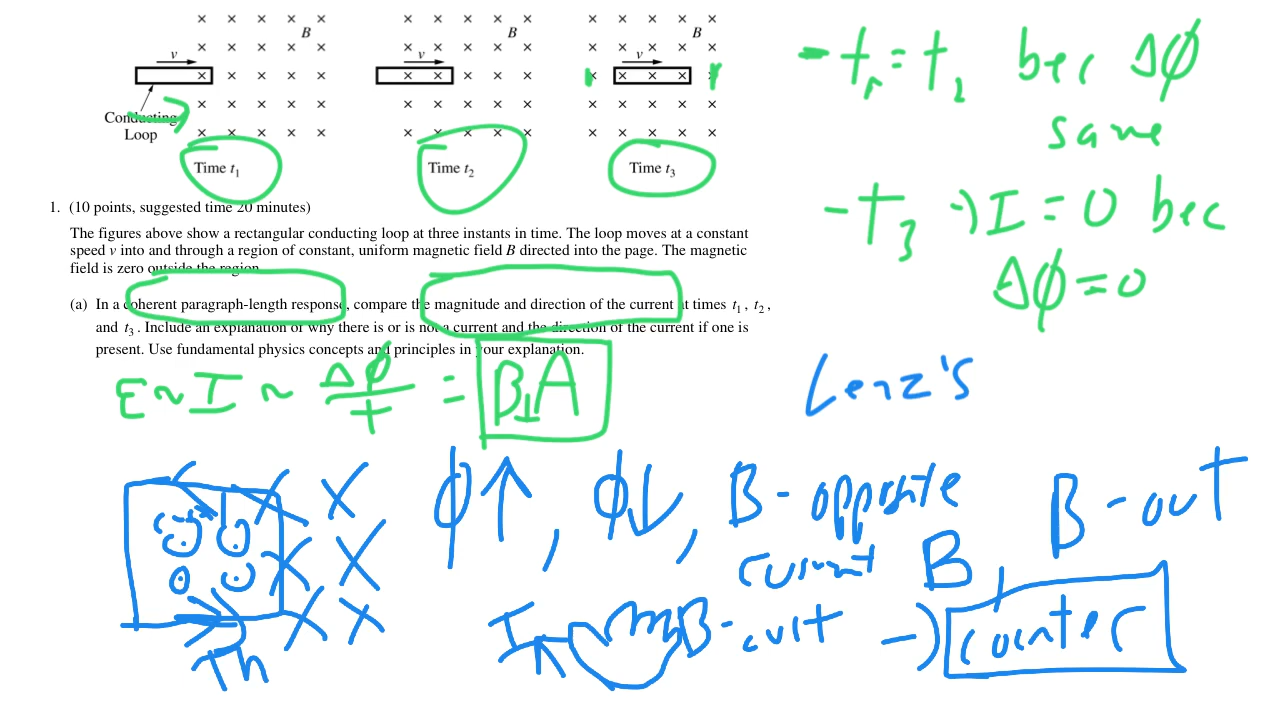 B B B
v v v
Conducting
Loop
Time t₁ Time t₂ Time t₃
1. (10 points, suggested time 20 minutes)
The figures above show a rectangular conducting loop at three instants in time. The loop moves at a constant
speed v into and through a region of constant, uniform magnetic field B directed into the page. The magnetic
field is zero outside the region.
(a) In a coherent paragraph-length response, compare the magnitude and direction of the current at times t₁, t₂,
and t₃. Include an explanation of why there is or is not a current and the direction of the current if one is
present. Use fundamental physics concepts and principles in your explanation.
- t₁ = t₂ bec Δϕ
same
- t₃ → I = 0 bec
Δϕ = 0
E ~ I ~ Δϕ/t = B⊥A
Lenz's
ϕ↑, ϕ↓, B - opposite
current B
B - out
I B - out → counter